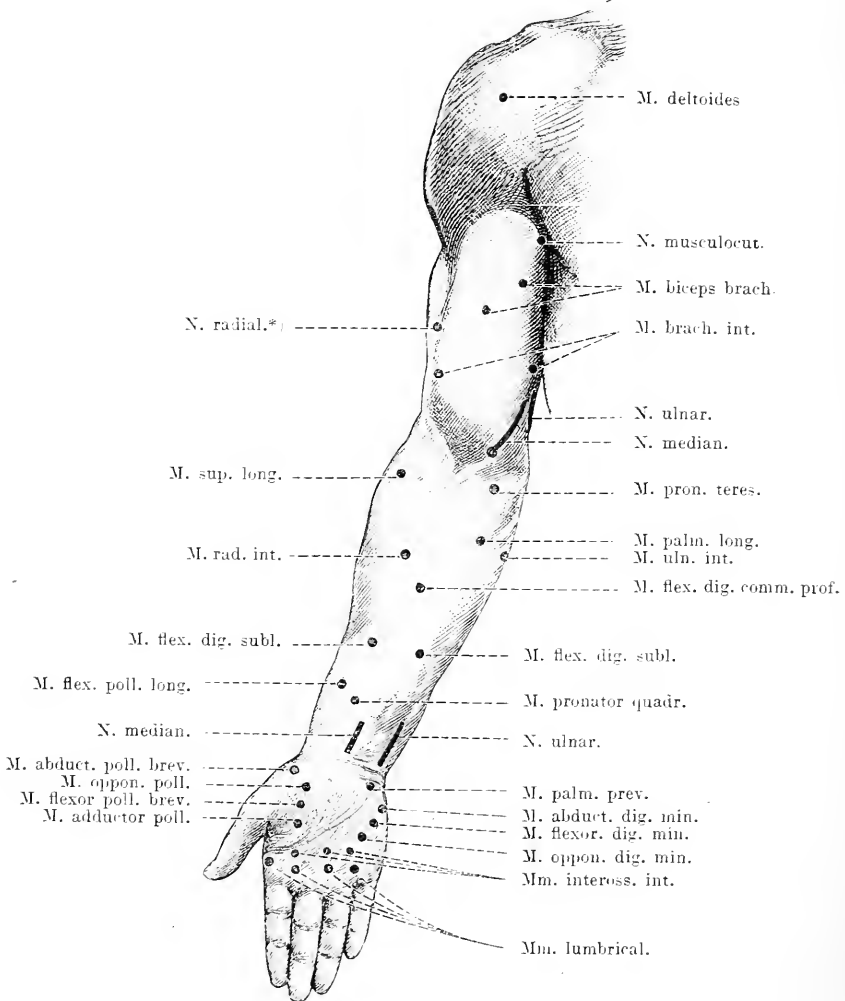 M. deltoides
N. musculocut.
M. biceps brach.
N. radial.*)
M. brach. int.
N. ulnar.
N. median.
M. sup. long.
M. pron. teres.
M. palm. long.
M. rad. int.
M. uln. int.
M. flex. dig. comm. prof.
M. flex. dig. subl.
M. flex. dig. subl.
M. flex. poll. long.
M. pronator quadr.
N. median.
N. ulnar.
M. abduct. poll. brev.
M. oppon. poll.
M. flexor poll. brev.
M. adductor poll.
M. palm. prev.
M. abduct. dig. min.
M. flexor. dig. min.
M. oppon. dig. min.
Mm. inteross. int.
Mm. lumbrical.